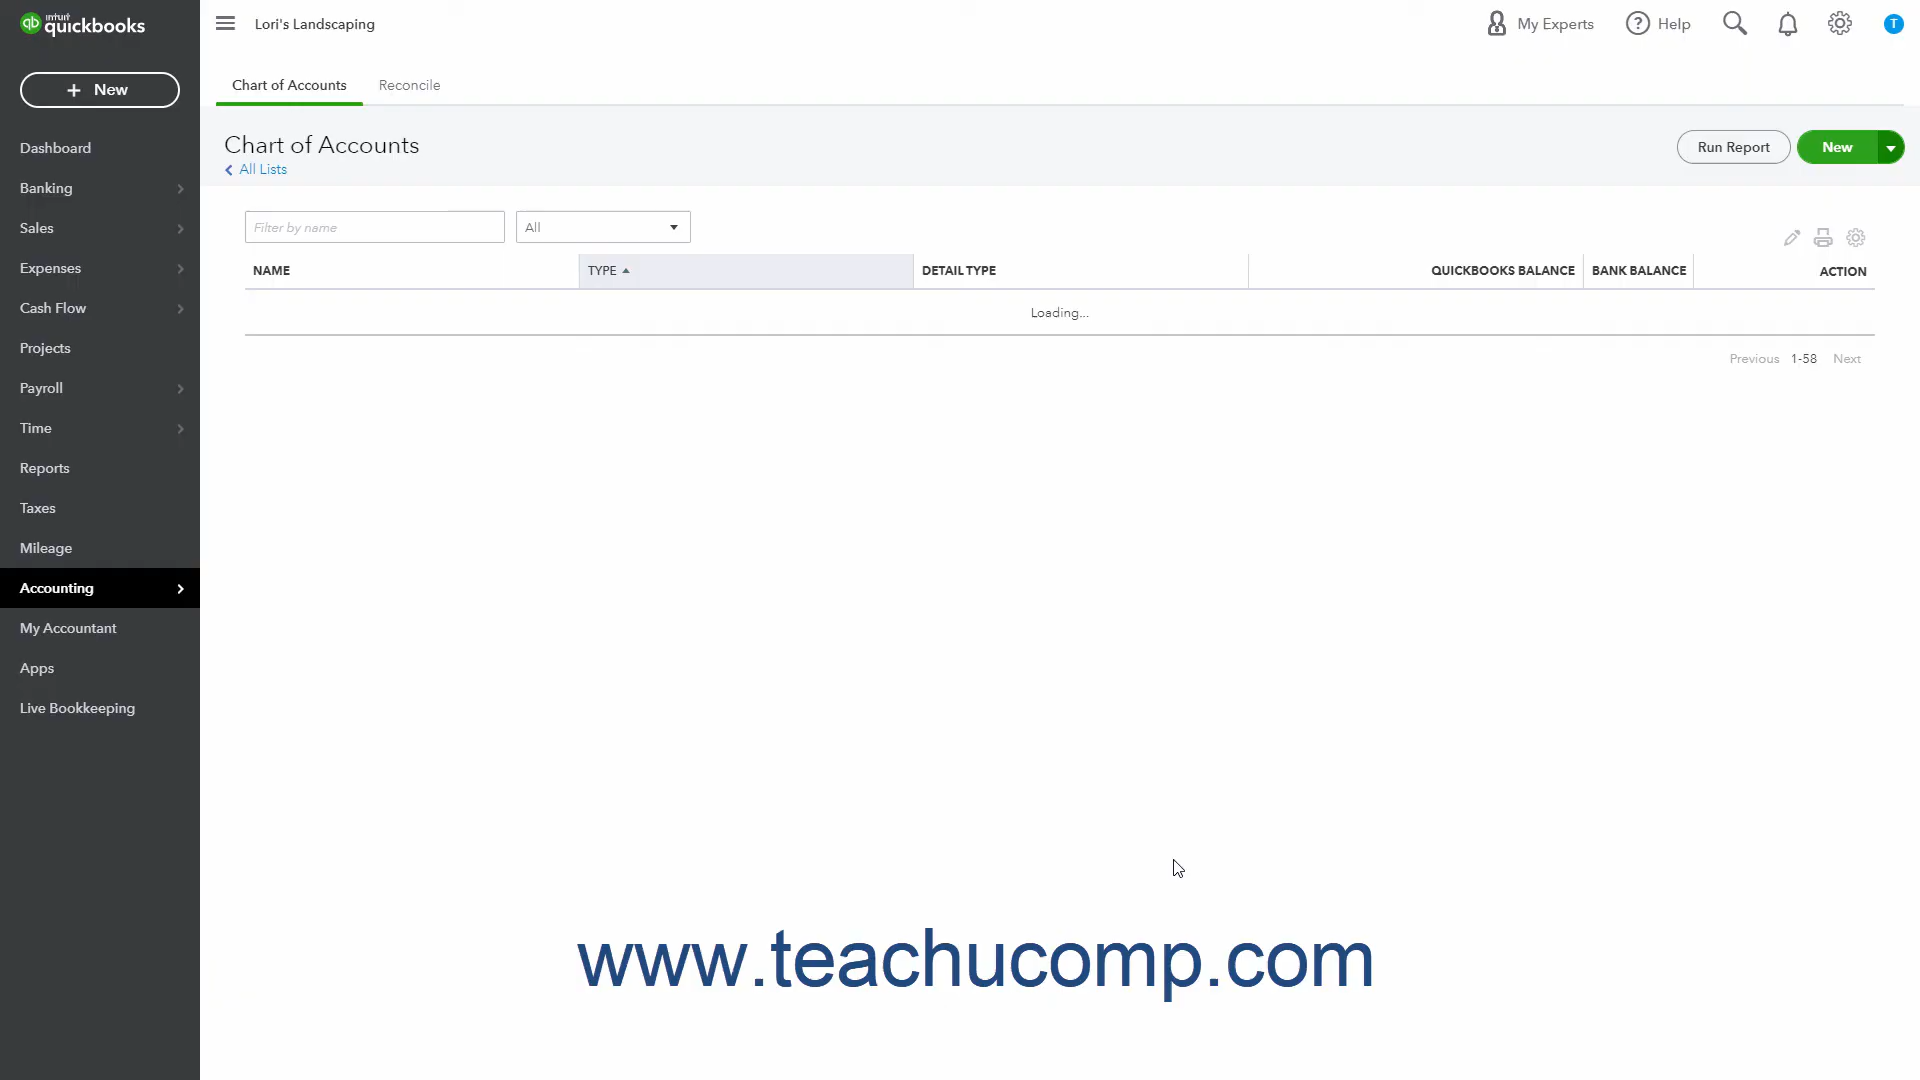 intuit
quickbooks
Lori's Landscaping
My Experts
Help
T
New
Chart of Accounts
Reconcile
Dashboard
Banking
Sales
Expenses
Cash Flow
Projects
Payroll
Time
Reports
Taxes
Mileage
Accounting
My Accountant
Apps
Live Bookkeeping
Chart of Accounts
All Lists
Run Report
New
Filter by name
All
NAME TYPE DETAIL TYPE QUICKBOOKS BALANCE BANK BALANCE ACTION
Loading...
Previous 1-58 Next
www.teachucomp.com